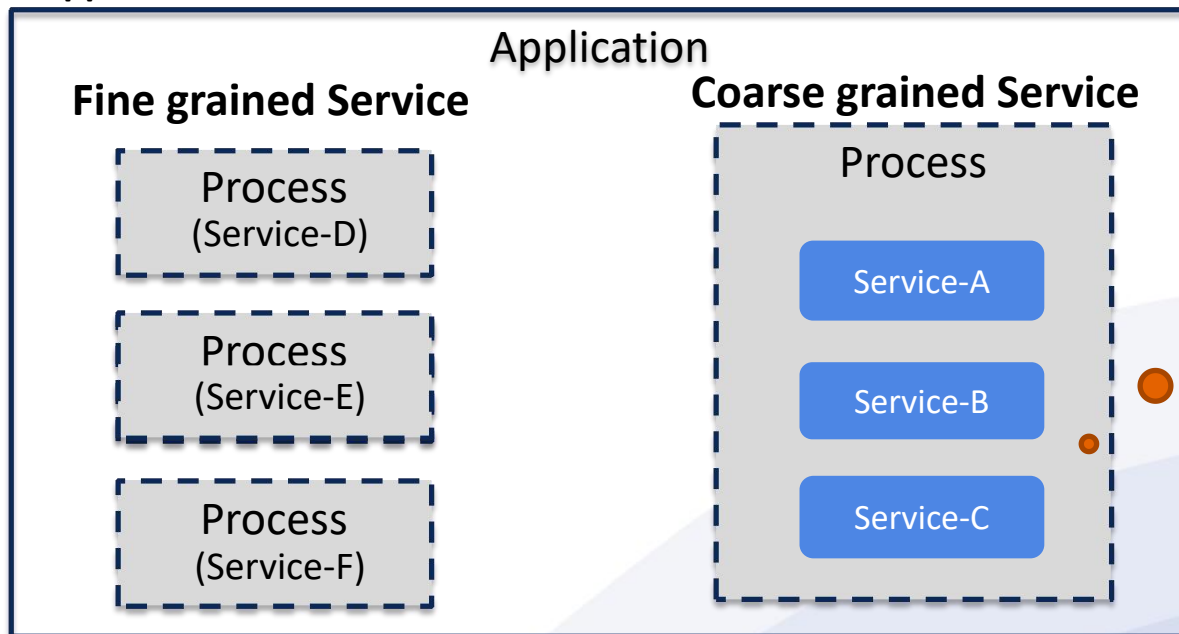 Application
Fine grained Service
Process
(Service-D)
Process
(Service-E)
Process
(Service-F)
Coarse grained Service
Process
Service-A
Service-B
Service-C